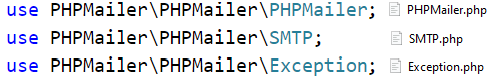 use PHPMailer\PHPMailer\PHPMailer; PHPMailer.php
use PHPMailer\PHPMailer\SMTP; SMTP.php
use PHPMailer\PHPMailer\Exception; Exception.php